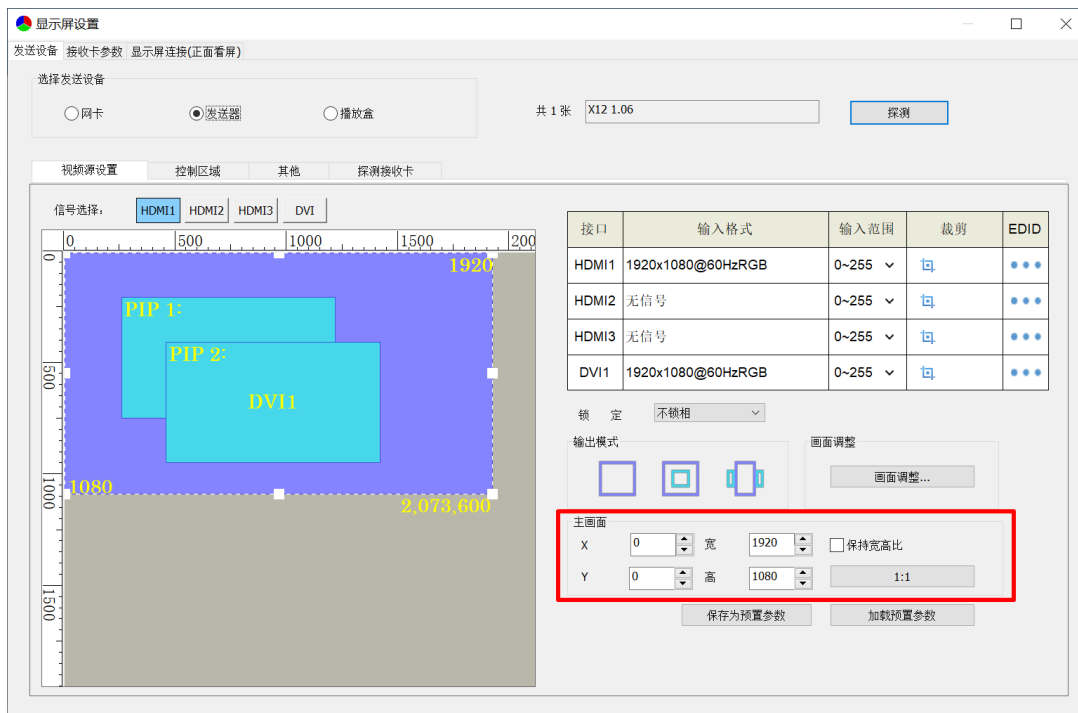 显示屏设置
发送设备 接收卡参数 显示屏连接(正面看屏)
选择发送设备
网卡 发送器 播放盒 共 1 张 X12 1.06 探测
视频源设置 控制区域 其他 探测接收卡
信号选择: HDMI1 HDMI2 HDMI3 DVI
0 500 1000 1500 200
0
500
1000
1500
1920
PIP 1:
PIP 2:
DVI1
1080
2,073,600
接口 输入格式 输入范围 裁剪 EDID
HDMI1 1920x1080@60HzRGB 0~255
HDMI2 无信号 0~255
HDMI3 无信号 0~255
DVI1 1920x1080@60HzRGB 0~255
锁 定 不锁相
输出模式 画面调整
画面调整...
主画面
X 0 宽 1920 保持宽高比
Y 0 高 1080 1:1
保存为预置参数 加载预置参数